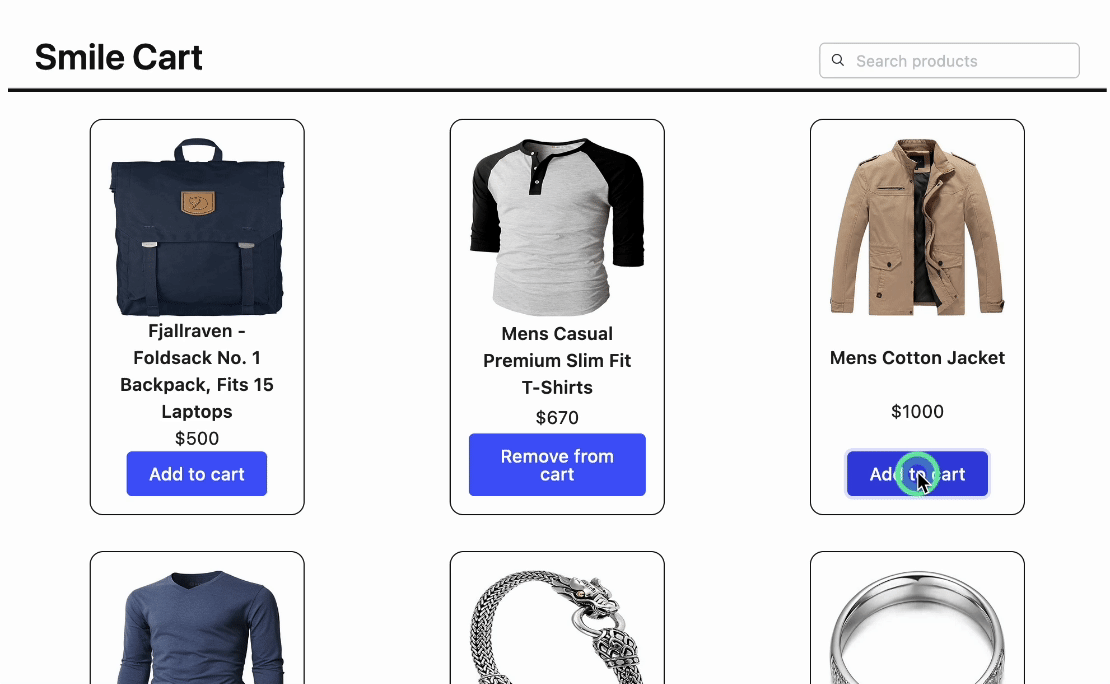 Smile Cart
Search products
Fjallraven -
Foldsack No. 1
Backpack, Fits 15
Laptops
$500
Add to cart
Mens Casual
Premium Slim Fit
T-Shirts
$670
Remove from
cart
Mens Cotton Jacket
$1000
Add to cart